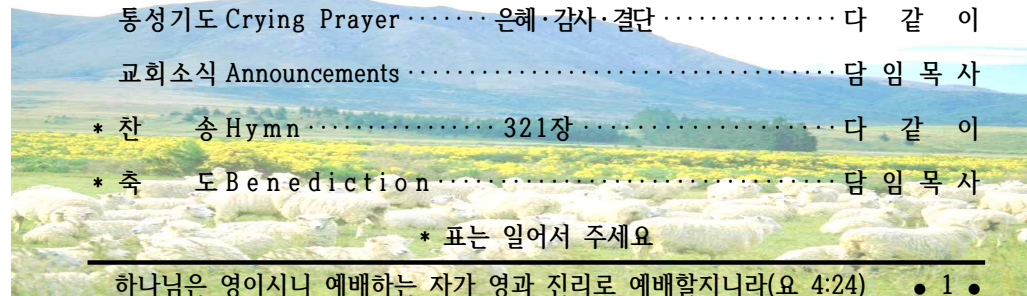 통성기도 Crying Prayer ········ 은혜·감사·결단 ··············· 다 같 이
교회소식 Announcements ····································· 담 임 목 사
* 찬 송 Hymn ················ 321장 ······················ 다 같 이
* 축 도 Benediction ··································· 담 임 목 사
* 표는 일어서 주세요
하나님은 영이시니 예배하는 자가 영과 진리로 예배할지니라(요 4:24) ● 1 ●